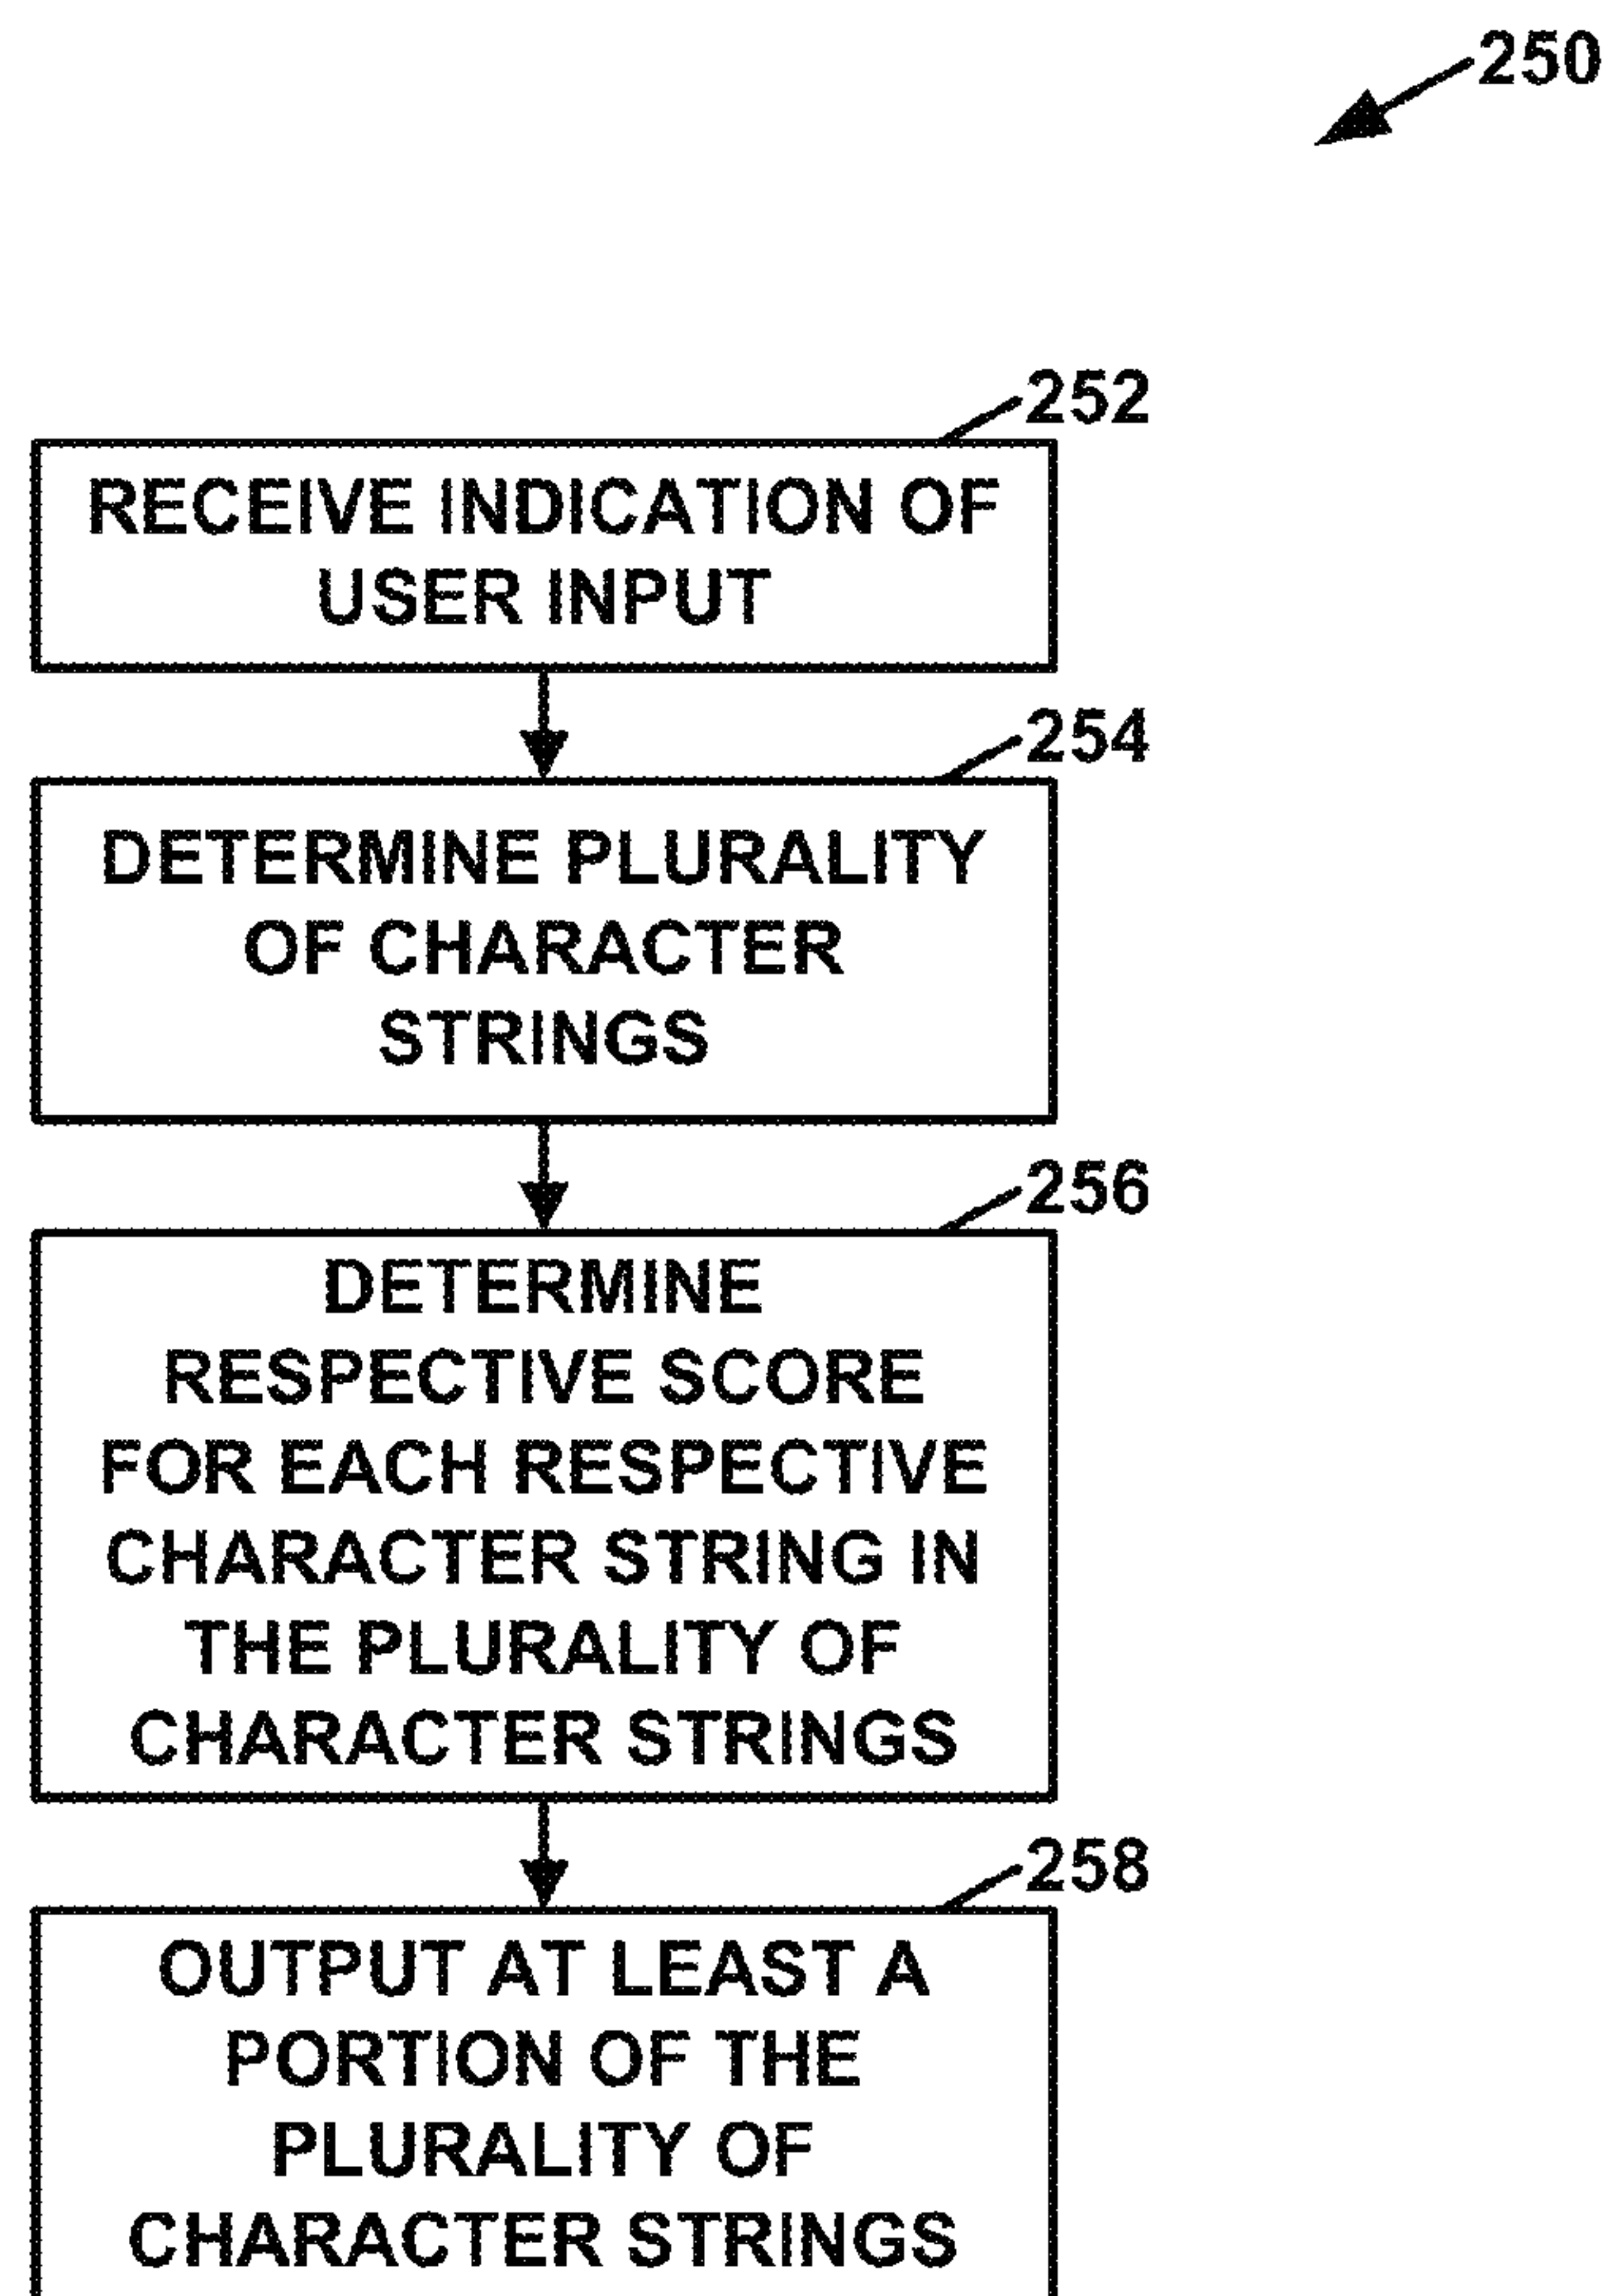 250
252
RECEIVE INDICATION OF
USER INPUT
254
DETERMINE PLURALITY
OF CHARACTER
STRINGS
256
DETERMINE
RESPECTIVE SCORE
FOR EACH RESPECTIVE
CHARACTER STRING IN
THE PLURALITY OF
CHARACTER STRINGS
258
OUTPUT AT LEAST A
PORTION OF THE
PLURALITY OF
CHARACTER STRINGS